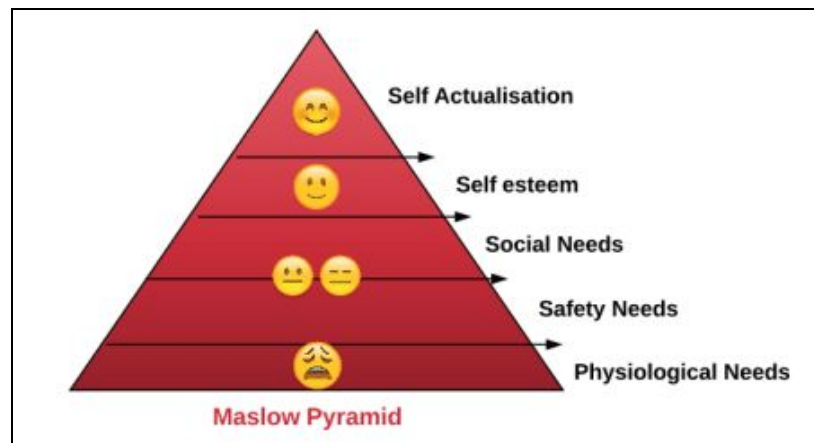 Self Actualisation
Self esteem
Social Needs
Safety Needs
Physiological Needs
Maslow Pyramid